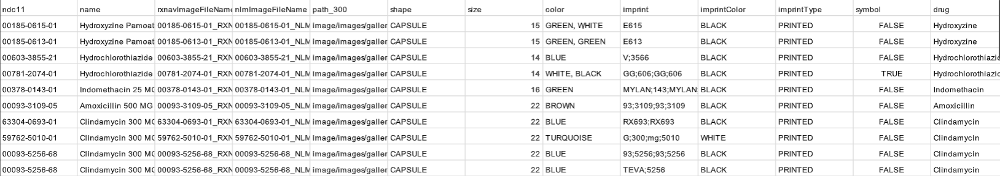 ndc11 name rxnavImageFileName nlmImageFileName path_300 shape size color imprint imprintColor imprintType symbol drug
00185-0615-01 Hydroxyzine Pamoat 00185-0615-01_RXN 00185-0615-01_NLM image/images/galler CAPSULE 15 GREEN, WHITE E615 BLACK PRINTED FALSE Hydroxyzine
00185-0613-01 Hydroxyzine Pamoat 00185-0613-01_RXN 00185-0613-01_NLM image/images/galler CAPSULE 15 GREEN, GREEN E613 BLACK PRINTED FALSE Hydroxyzine
00603-3855-21 Hydrochlorothiazide 00603-3855-21_RXN 00603-3855-21_NLM image/images/galler CAPSULE 14 BLUE V;3566 BLACK PRINTED FALSE Hydrochlorothiazic
00781-2074-01 Hydrochlorothiazide 00781-2074-01_RXN 00781-2074-01_NLM image/images/galler CAPSULE 14 WHITE, BLACK GG;606;GG;606 BLACK PRINTED TRUE Hydrochlorothiazic
00378-0143-01 Indomethacin 25 MG 00378-0143-01_RXN 00378-0143-01_NLM image/images/galler CAPSULE 16 GREEN MYLAN;143;MYLAN; BLACK PRINTED FALSE Indomethacin
00093-3109-05 Amoxicillin 500 MG 00093-3109-05_RXN 00093-3109-05_NLM image/images/galler CAPSULE 22 BROWN 93;3109;93;3109 BLACK PRINTED FALSE Amoxicillin
63304-0693-01 Clindamycin 300 MG 63304-0693-01_RXN 63304-0693-01_NLM image/images/galler CAPSULE 22 BLUE RX693;RX693 BLACK PRINTED FALSE Clindamycin
59762-5010-01 Clindamycin 300 MG 59762-5010-01_RXN 59762-5010-01_NLM image/images/galler CAPSULE 22 TURQUOISE G;300;mg;5010 WHITE PRINTED FALSE Clindamycin
00093-5256-68 Clindamycin 300 MG 00093-5256-68_RXN 00093-5256-68_NLM image/images/galler CAPSULE 22 BLUE 93;5256;93;5256 BLACK PRINTED FALSE Clindamycin
00093-5256-68 Clindamycin 300 MG 00093-5256-68_RXN 00093-5256-68_NLM image/images/galler CAPSULE 22 BLUE TEVA;5256 BLACK PRINTED FALSE Clindamycin